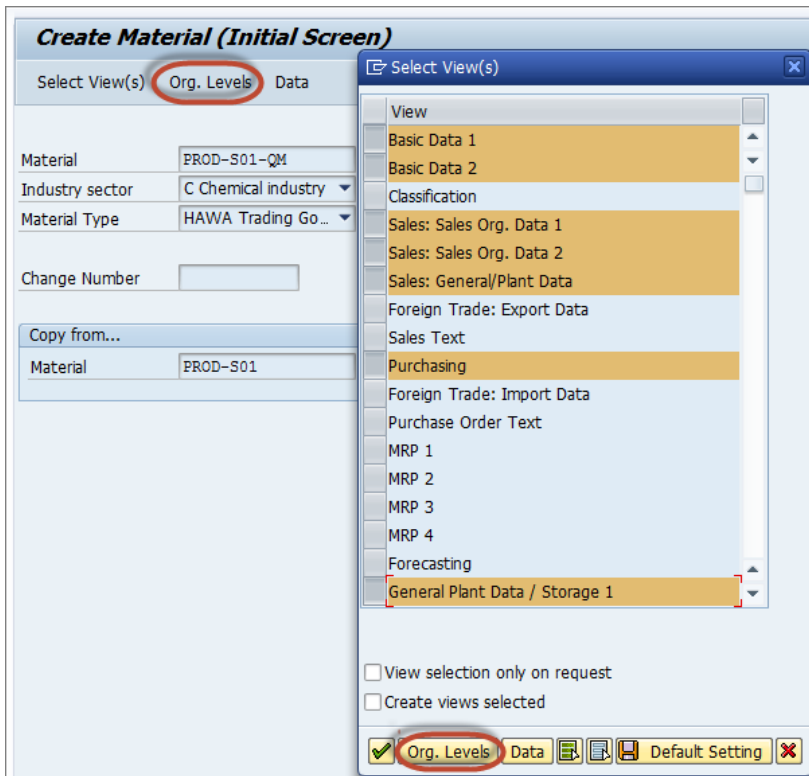 Create Material (Initial Screen)
Select View(s) Org. Levels Data
Material PROD-S01-QM
Industry sector C Chemical industry
Material Type HAWA Trading Go...
Change Number
Copy from...
Material PROD-S01
Select View(s)
View
Basic Data 1
Basic Data 2
Classification
Sales: Sales Org. Data 1
Sales: Sales Org. Data 2
Sales: General/Plant Data
Foreign Trade: Export Data
Sales Text
Purchasing
Foreign Trade: Import Data
Purchase Order Text
MRP 1
MRP 2
MRP 3
MRP 4
Forecasting
General Plant Data / Storage 1
View selection only on request
Create views selected
Org. Levels Data Default Setting